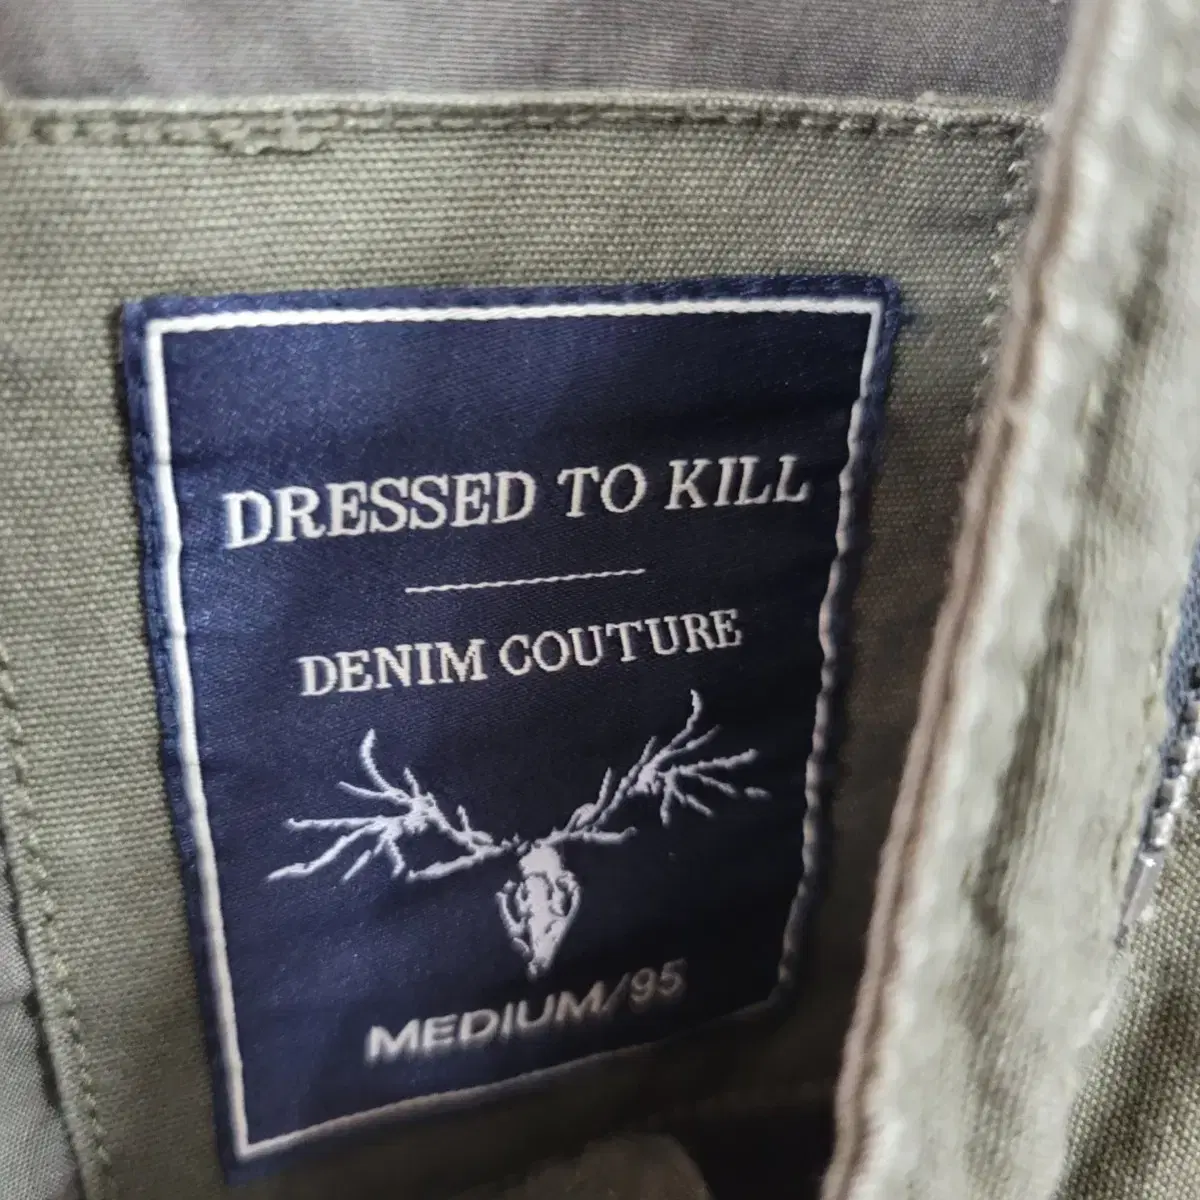 DRESSED TO KILL
DENIM COUTURE
MEDIUM/95